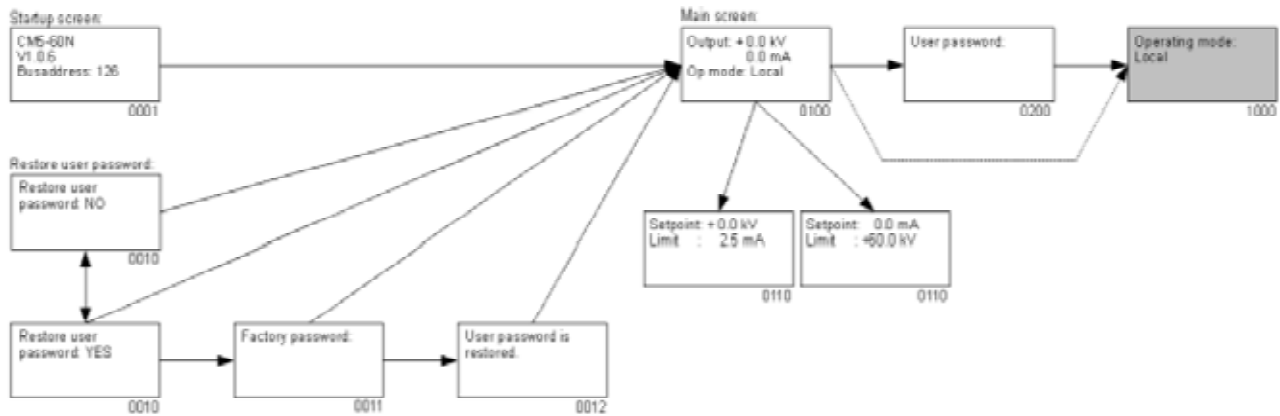 Startup screen:
CM5-60N
V1.0.6
Busaddress: 126
0001
Main screen:
Output: +0.0 kV
0.0 mA
Op mode: Local
0100
User password:
0200
Operating mode:
Local
1000
Restore user password:
Restore user
password: NO
0010
Setpoint: +0.0 kV
Limit : 2.5 mA
0110
Setpoint: 0.0 mA
Limit : +60.0 kV
0110
Restore user
password: YES
0010
Factory password:
0011
User password is
restored.
0012